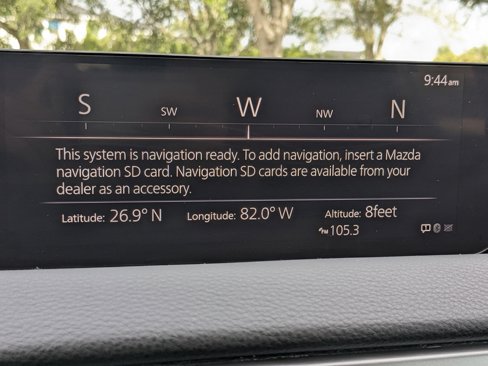 9:44am
S SW W NW N
This system is navigation ready. To add navigation, insert a Mazda
navigation SD card. Navigation SD cards are available from your
dealer as an accessory.
Latitude: 26.9° N Longitude: 82.0° W Altitude: 8feet
FM 105.3